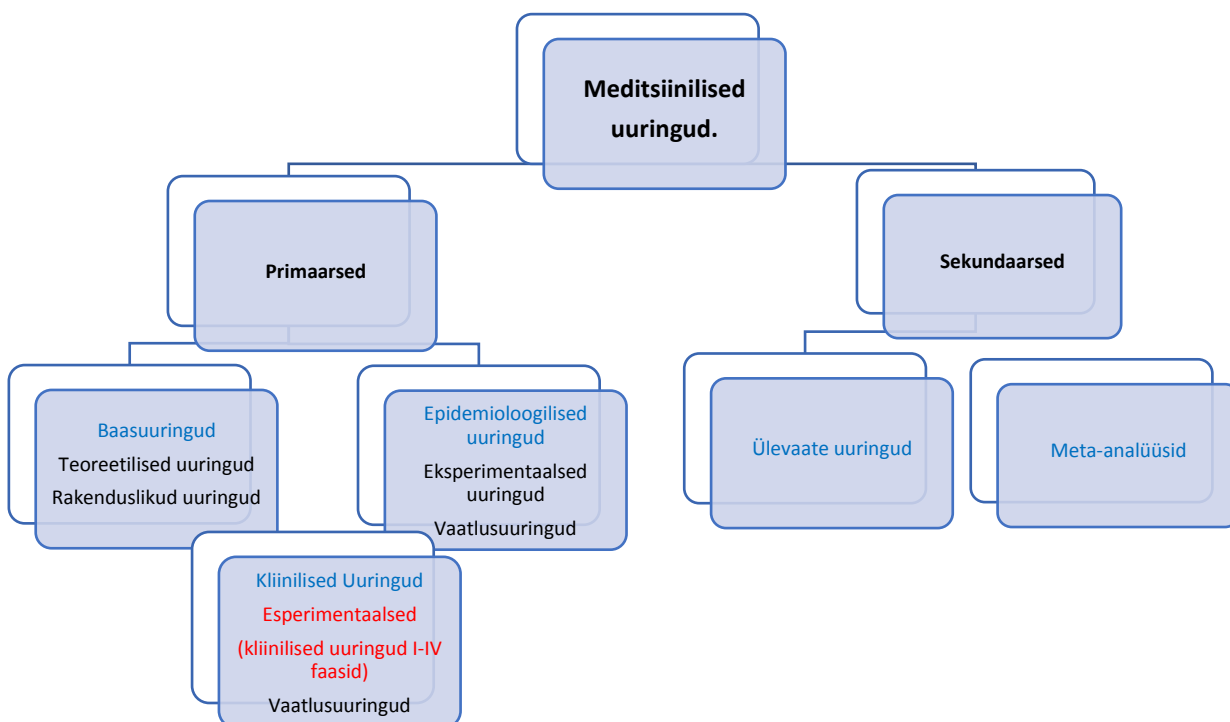 Meditsiinilised
uuringud.
Primaarsed
Sekundaarsed
Baasuuringud
Teoreetilised uuringud
Rakenduslikud uuringud
Epidemioloogilised
uuringud
Eksperimentaalsed
uuringud
Vaatlusuuringud
Ülevaate uuringud
Meta-analüüsid
Kliinilised Uuringud
Esperimentaalsed
(kliinilised uuringud I-IV
faasid)
Vaatlusuuringud